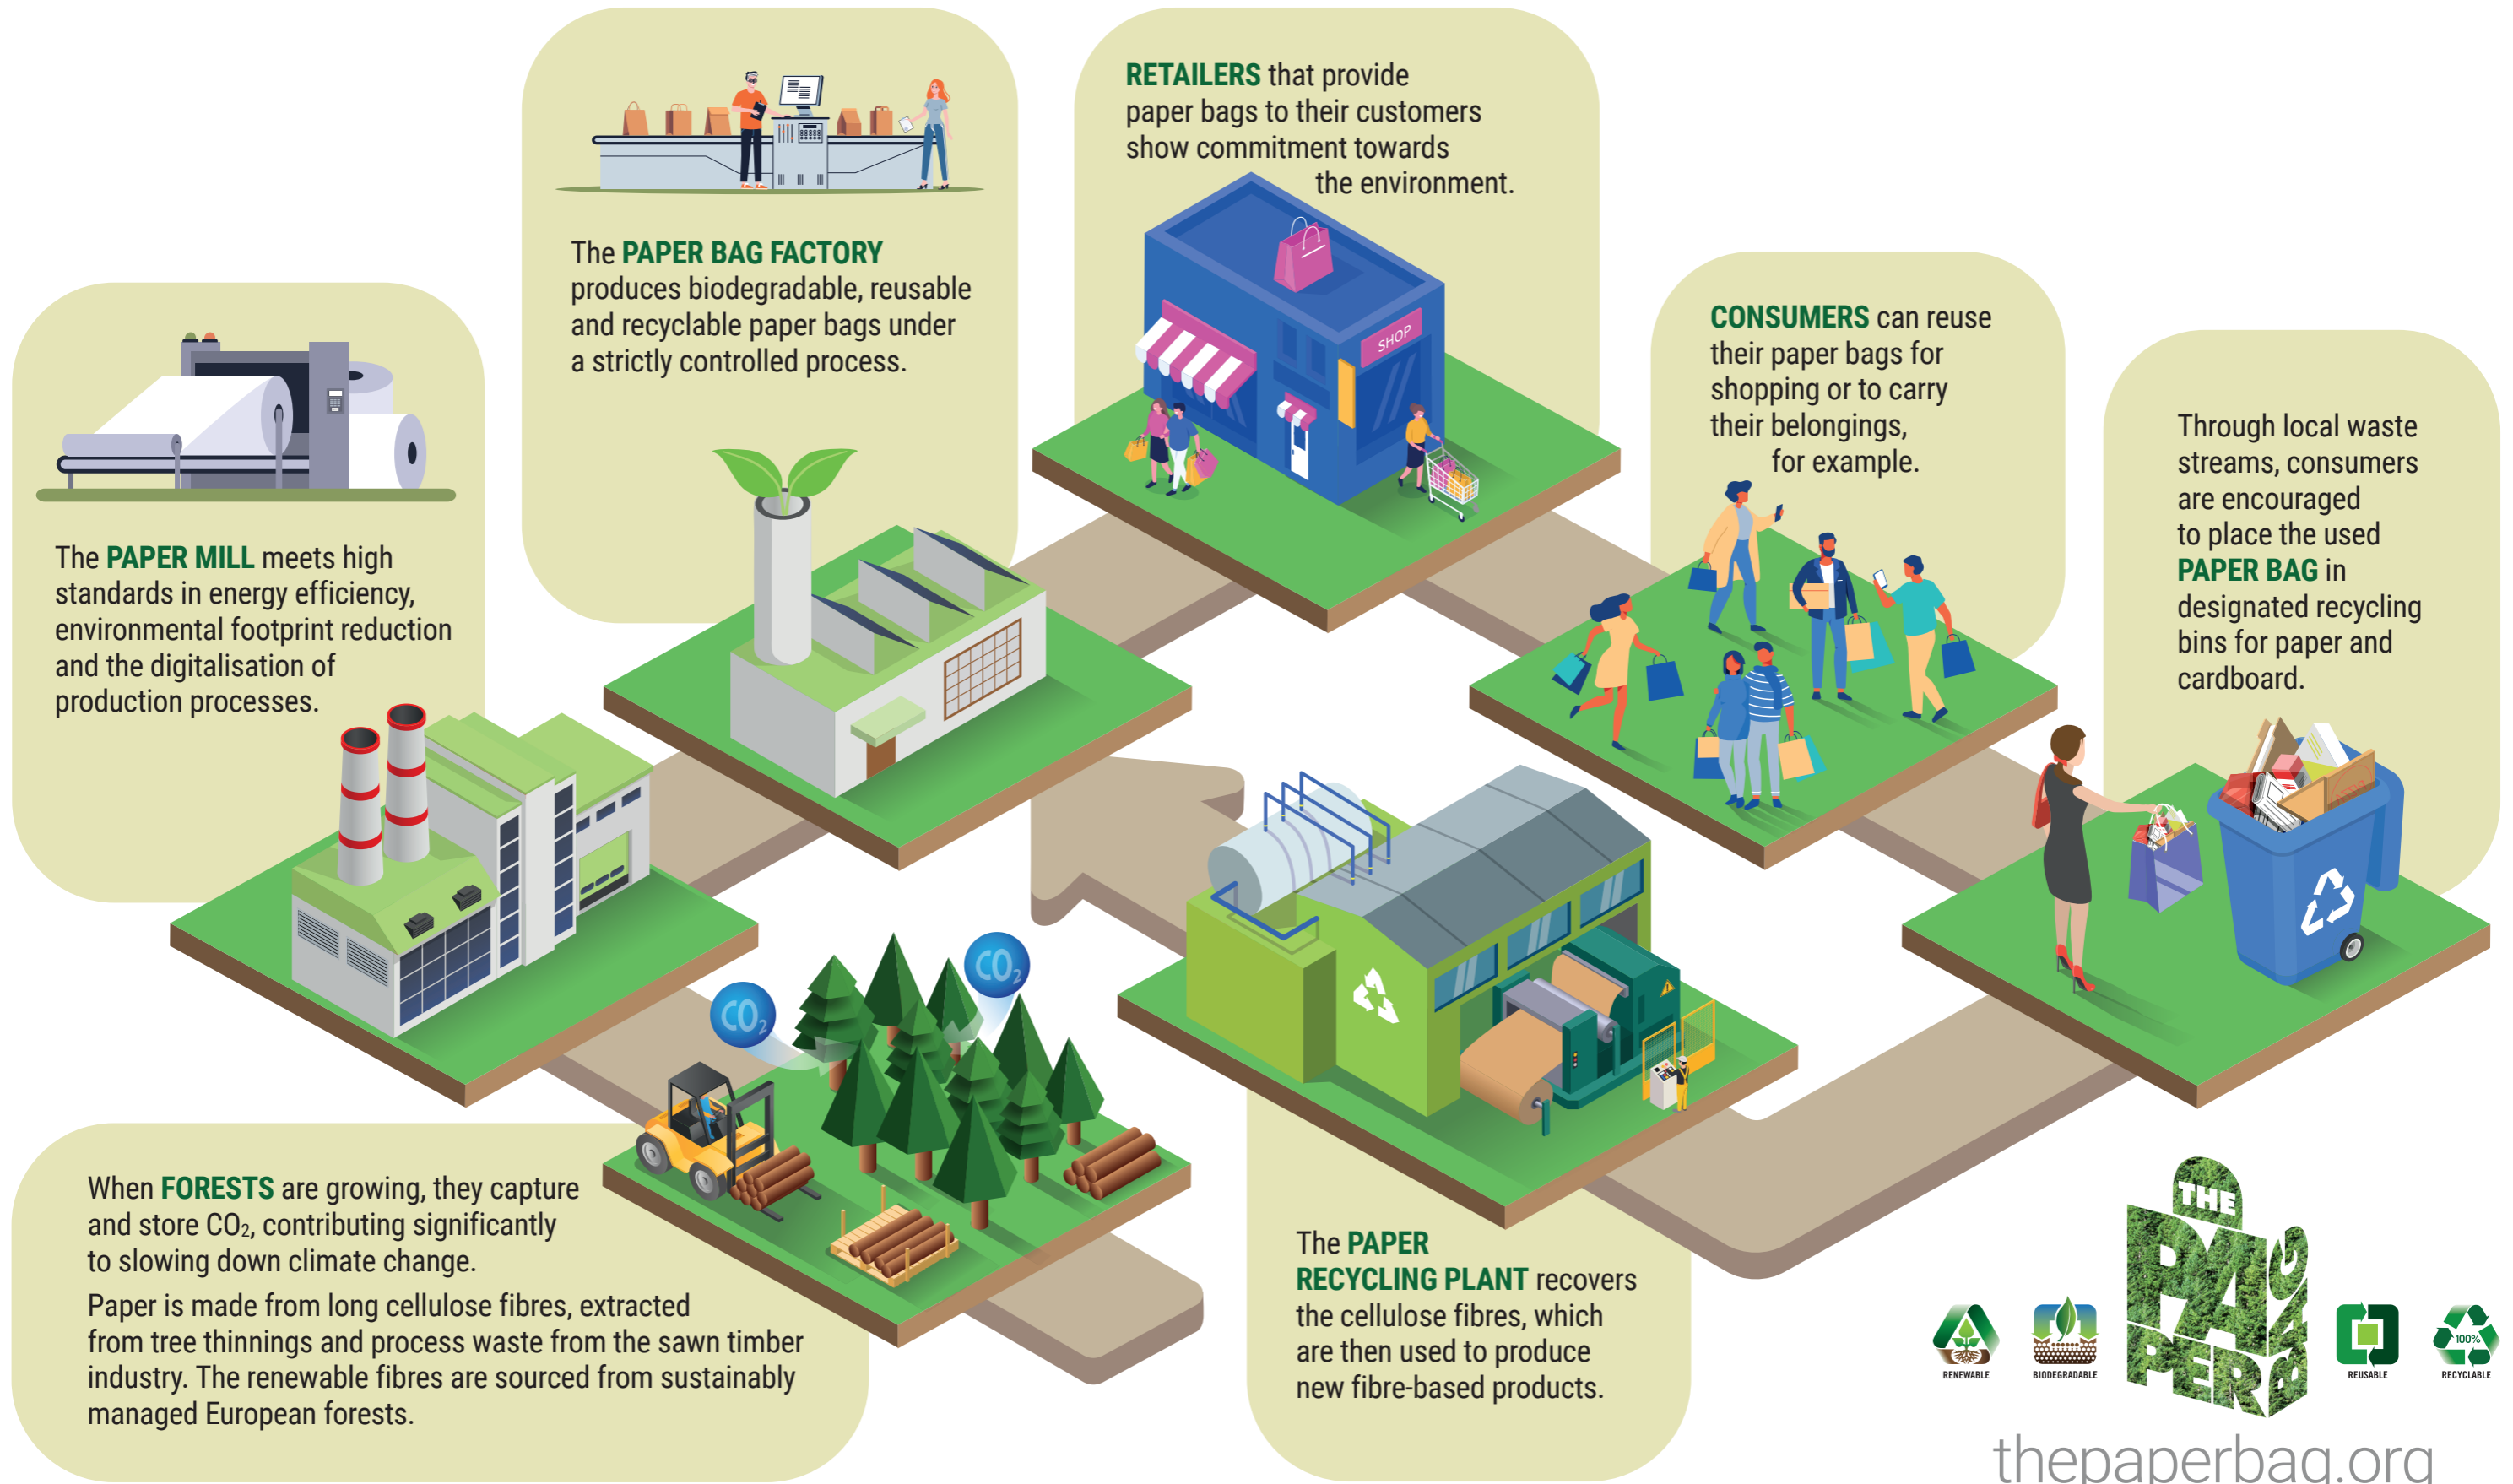 RETAILERS that provide
paper bags to their customers
show commitment towards
the environment.
SHOP
The PAPER BAG FACTORY
produces biodegradable, reusable
and recyclable paper bags under
a strictly controlled process.
CONSUMERS can reuse
their paper bags for
shopping or to carry
their belongings,
for example.
Through local waste
streams, consumers
are encouraged
to place the used
PAPER BAG in
designated recycling
bins for paper and
cardboard.
The PAPER MILL meets high
standards in energy efficiency,
environmental footprint reduction
and the digitalisation of
production processes.
CO₂
CO₂
When FORESTS are growing, they capture
and store CO₂, contributing significantly
to slowing down climate change.
Paper is made from long cellulose fibres, extracted
from tree thinnings and process waste from the sawn timber
industry. The renewable fibres are sourced from sustainably
managed European forests.
The PAPER
RECYCLING PLANT recovers
the cellulose fibres, which
are then used to produce
new fibre-based products.
THE
PA
PER
BAG
RENEWABLE
BIODEGRADABLE
REUSABLE
100%
RECYCLABLE
thepaperbag.org